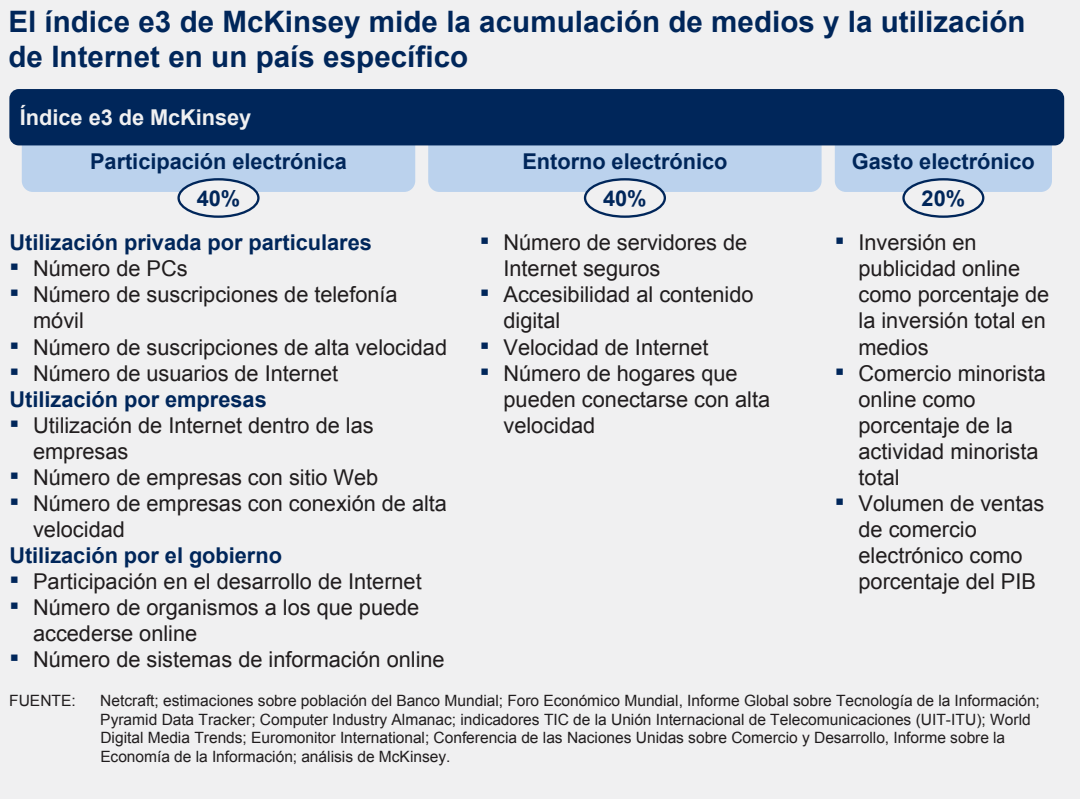 El índice e3 de McKinsey mide la acumulación de medios y la utilización
de Internet en un país específico
Índice e3 de McKinsey
Participación electrónica
40%
Utilización privada por particulares
▪ Número de PCs
▪ Número de suscripciones de telefonía
móvil
▪ Número de suscripciones de alta velocidad
▪ Número de usuarios de Internet
Utilización por empresas
▪ Utilización de Internet dentro de las
empresas
▪ Número de empresas con sitio Web
▪ Número de empresas con conexión de alta
velocidad
Utilización por el gobierno
▪ Participación en el desarrollo de Internet
▪ Número de organismos a los que puede
accederse online
▪ Número de sistemas de información online
Entorno electrónico
40%
▪ Número de servidores de
Internet seguros
▪ Accesibilidad al contenido
digital
▪ Velocidad de Internet
▪ Número de hogares que
pueden conectarse con alta
velocidad
Gasto electrónico
20%
▪ Inversión en
publicidad online
como porcentaje de
la inversión total en
medios
▪ Comercio minorista
online como
porcentaje de la
actividad minorista
total
▪ Volumen de ventas
de comercio
electrónico como
porcentaje del PIB
FUENTE: Netcraft; estimaciones sobre población del Banco Mundial; Foro Económico Mundial, Informe Global sobre Tecnología de la Información;
Pyramid Data Tracker; Computer Industry Almanac; indicadores TIC de la Unión Internacional de Telecomunicaciones (UIT-ITU); World
Digital Media Trends; Euromonitor International; Conferencia de las Naciones Unidas sobre Comercio y Desarrollo, Informe sobre la
Economía de la Información; análisis de McKinsey.